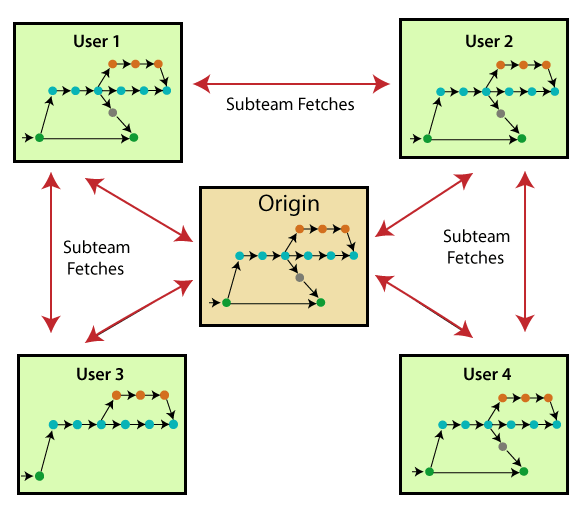 User 1
User 2
Subteam Fetches
Origin
Subteam
Fetches
Subteam
Fetches
User 3
User 4